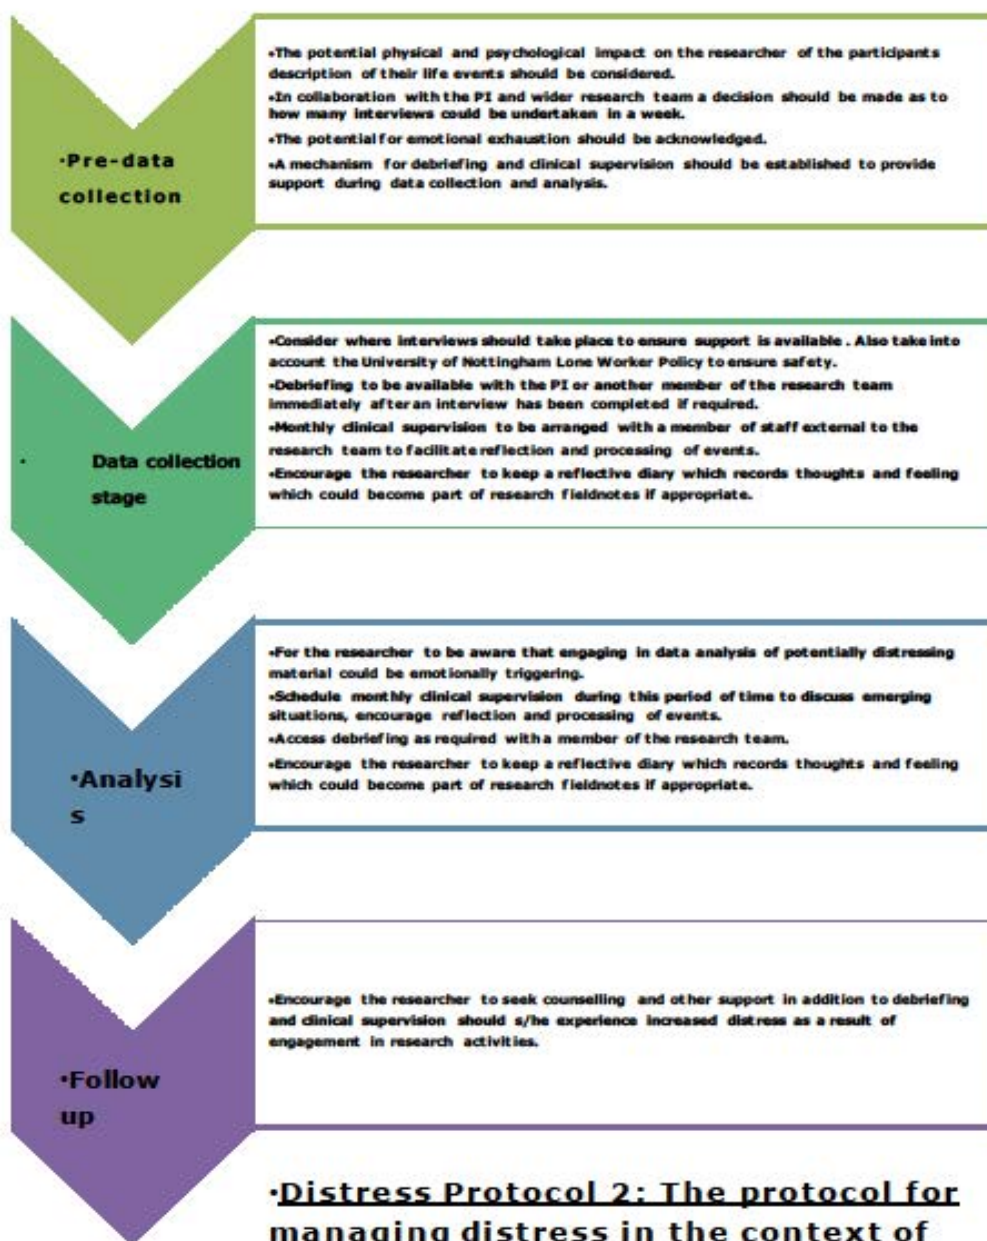 •The potential physical and psychological impact on the researcher of the participants
description of their life events should be considered.
•In collaboration with the PI and wider research team a decision should be made as to
how many interviews could be undertaken in a week.
•The potential for emotional exhaustion should be acknowledged.
•A mechanism for debriefing and clinical supervision should be established to provide
support during data collection and analysis.
•Pre-data
collection
•Consider where interviews should take place to ensure support is available . Also take into
account the University of Nottingham Lone Worker Policy to ensure safety.
•Debriefing to be available with the PI or another member of the research team
immediately after an interview has been completed if required.
•Monthly clinical supervision to be arranged with a member of staff external to the
research team to facilitate reflection and processing of events.
•Encourage the researcher to keep a reflective diary which records thoughts and feeling
which could become part of research fieldnotes if appropriate.
• Data collection
stage
•For the researcher to be aware that engaging in data analysis of potentially distressing
material could be emotionally triggering.
•Schedule monthly clinical supervision during this period of time to discuss emerging
situations, encourage reflection and processing of events.
•Access debriefing as required with a member of the research team.
•Encourage the researcher to keep a reflective diary which records thoughts and feeling
which could become part of research fieldnotes if appropriate.
•Analysi
s
•Encourage the researcher to seek counselling and other support in addition to debriefing
and clinical supervision should s/he experience increased distress as a result of
engagement in research activities.
•Follow
up
•Distress Protocol 2: The protocol for
managing distress in the context of